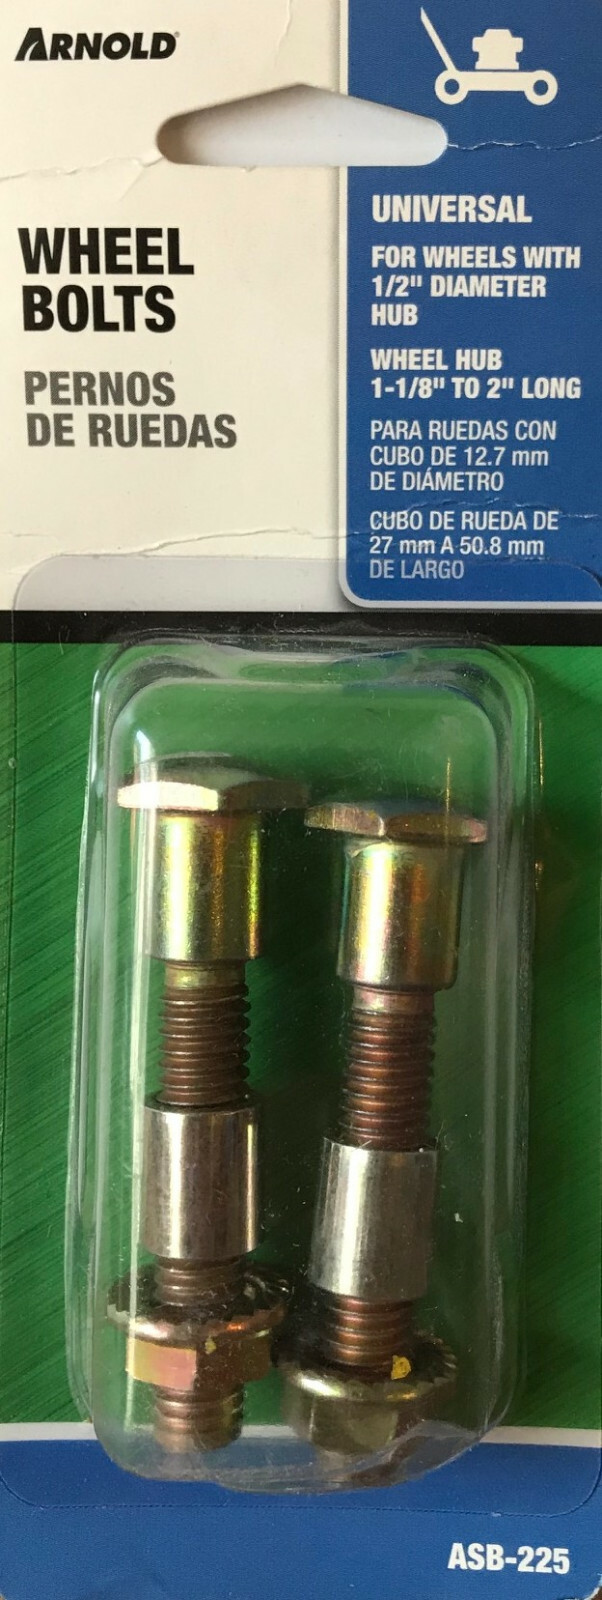 ARNOLD
WHEEL
BOLTS
PERNOS
DE RUEDAS
UNIVERSAL
FOR WHEELS WITH
1/2" DIAMETER
HUB
WHEEL HUB
1-1/8" TO 2" LONG
PARA RUEDAS CON
CUBO DE 12.7 mm
DE DIÁMETRO
CUBO DE RUEDA DE
27 mm A 50.8 mm
DE LARGO
ASB-225